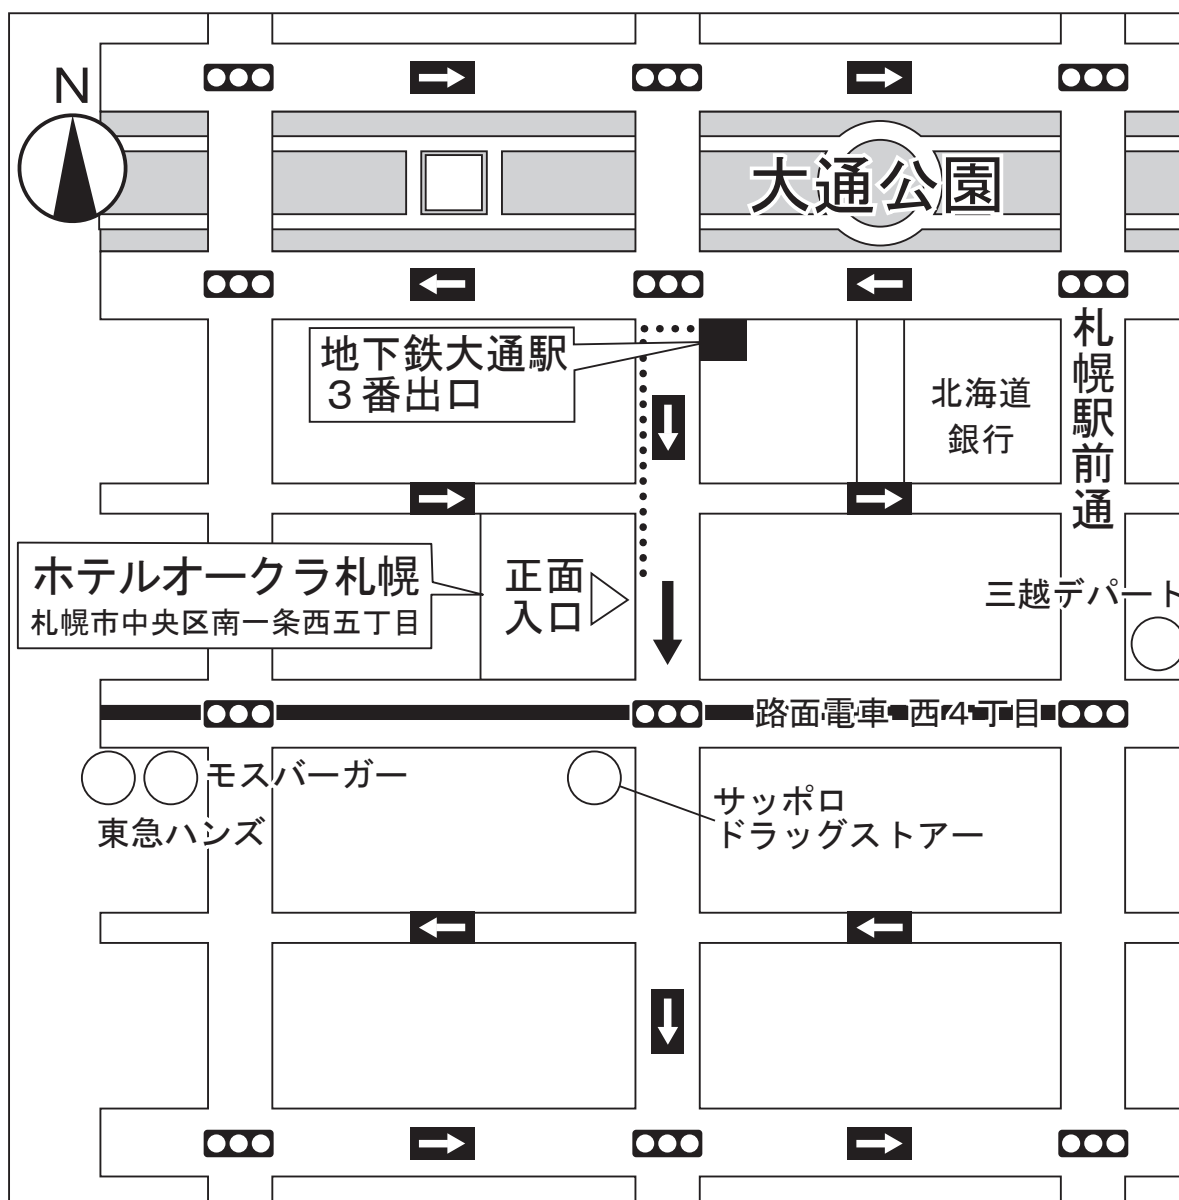 N
大通公園
地下鉄大通駅
３番出口
札幌駅前通
北海道
銀行
ホテルオークラ札幌
札幌市中央区南一条西五丁目
正面
入口
三越デパート
路面電車 西4丁目
モスバーガー
東急ハンズ
サッポロ
ドラッグストアー